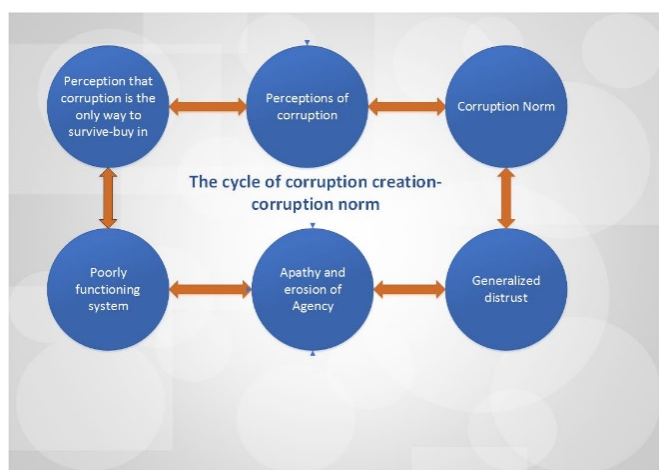 Perception that
corruption is the
only way to
survive-buy in
Perceptions of
corruption
Corruption Norm
The cycle of corruption creation-
corruption norm
Poorly
functioning
system
Apathy and
erosion of
Agency
Generalized
distrust